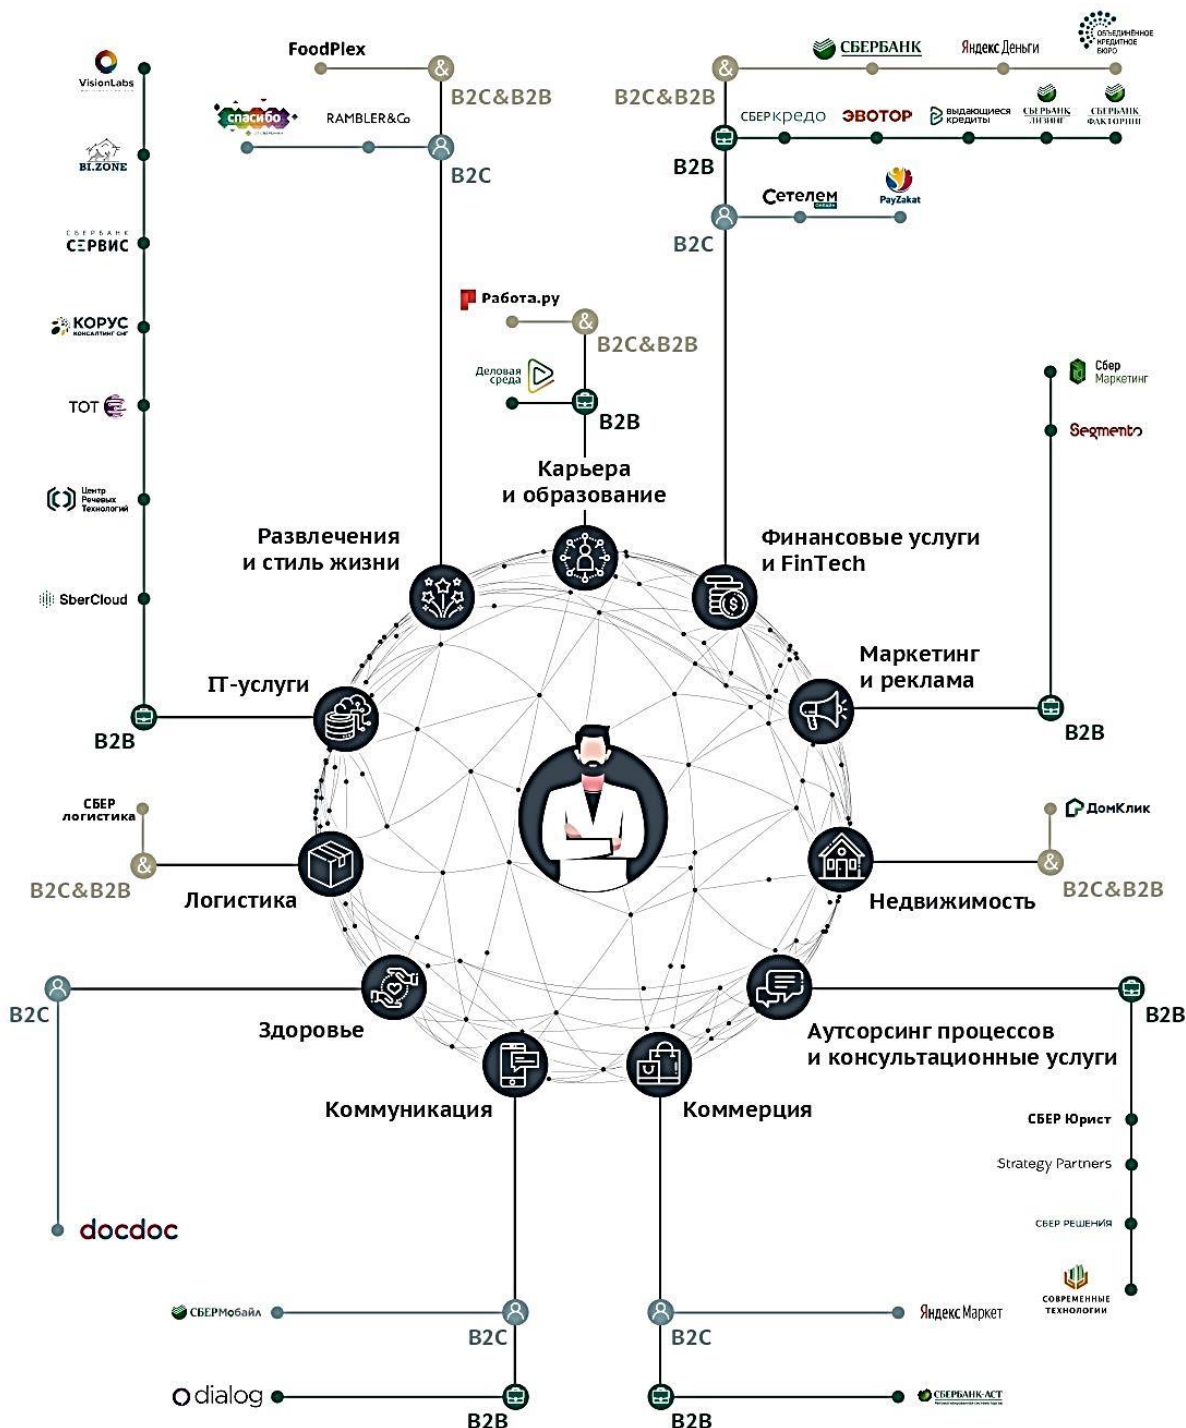 FoodPlex
&
B2C&B2B
спасибо
RAMBLER&Co
B2C
СБЕРБАНК
Яндекс Деньги
ОБЪЕДИНЁННОЕ
КРЕДИТНОЕ
БЮРО
&
B2C&B2B
СБЕРкредо
ЭВОТОР
выдающиеся
кредиты
СБЕРБАНК
ЛИЗИНГ
СБЕРБАНК
ФАКТОРИНГ
B2B
Сетелем
ОНЛАЙН
PayZakat
B2C
VisionLabs
BI.ZONE
СБЕРБАНК
СЕРВИС
КОРУС
КОНСАЛТИНГ СНГ
ТОТ
Центр
Речевых
Технологий
SberCloud
B2B
Работа.ру
&
B2C&B2B
Деловая
среда
B2B
Сбер
Маркетинг
Segmento
B2B
Карьера
и образование
Развлечения
и стиль жизни
Финансовые услуги
и FinTech
Маркетинг
и реклама
IT-услуги
СБЕР
логистика
&
B2C&B2B
Логистика
ДомКлик
&
B2C&B2B
Недвижимость
B2C
Здоровье
docdoc
Коммуникация
Коммерция
Аутсорсинг процессов
и консультационные услуги
B2B
СБЕР Юрист
Strategy Partners
СБЕР РЕШЕНИЯ
СОВРЕМЕННЫЕ
ТЕХНОЛОГИИ
СБЕРМобайл
B2C
dialog
B2B
B2C
Яндекс Маркет
B2B
СБЕРБАНК-АСТ